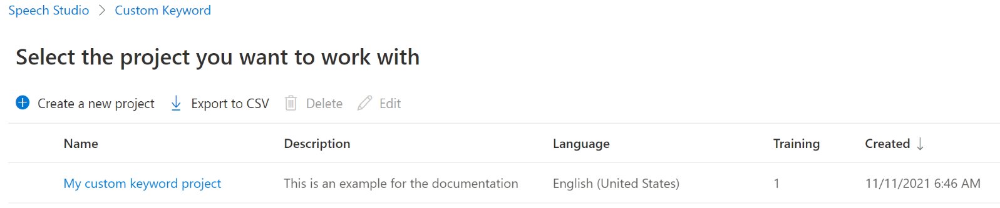 Speech Studio > Custom Keyword
Select the project you want to work with
Create a new project Export to CSV Delete Edit
Name Description Language Training Created ↓
My custom keyword project This is an example for the documentation English (United States) 1 11/11/2021 6:46 AM